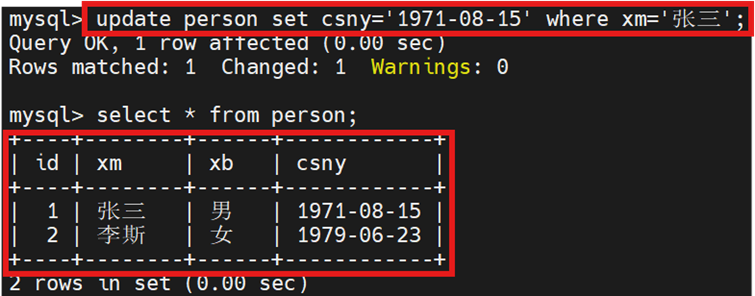 mysql> update person set csny='1971-08-15' where xm='张三';
Query OK, 1 row affected (0.00 sec)
Rows matched: 1  Changed: 1  Warnings: 0
mysql> select * from person;
+----+--------+------+------------+
| id | xm     | xb   | csny       |
+----+--------+------+------------+
|  1 | 张三   | 男   | 1971-08-15 |
|  2 | 李斯   | 女   | 1979-06-23 |
+----+--------+------+------------+
2 rows in set (0.00 sec)